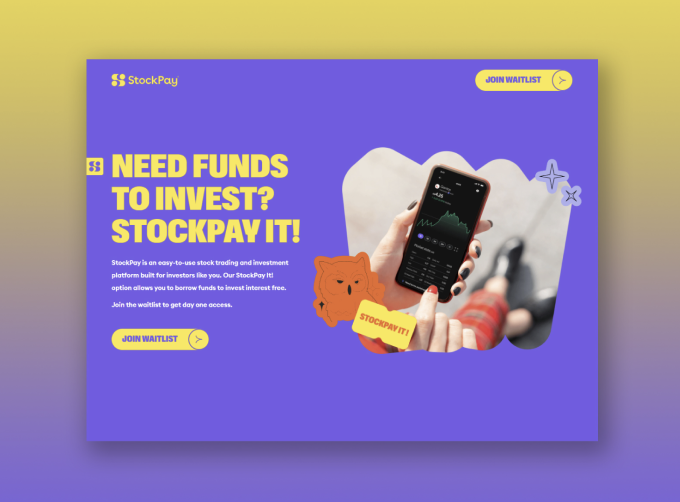 StockPay
JOIN WAITLIST
NEED FUNDS
TO INVEST?
STOCKPAY IT!
StockPay is an easy-to-use stock trading and investment
platform built for investors like you. Our StockPay It!
option allows you to borrow funds to invest interest free.
Join the waitlist to get day one access.
JOIN WAITLIST
STOCKPAY IT!